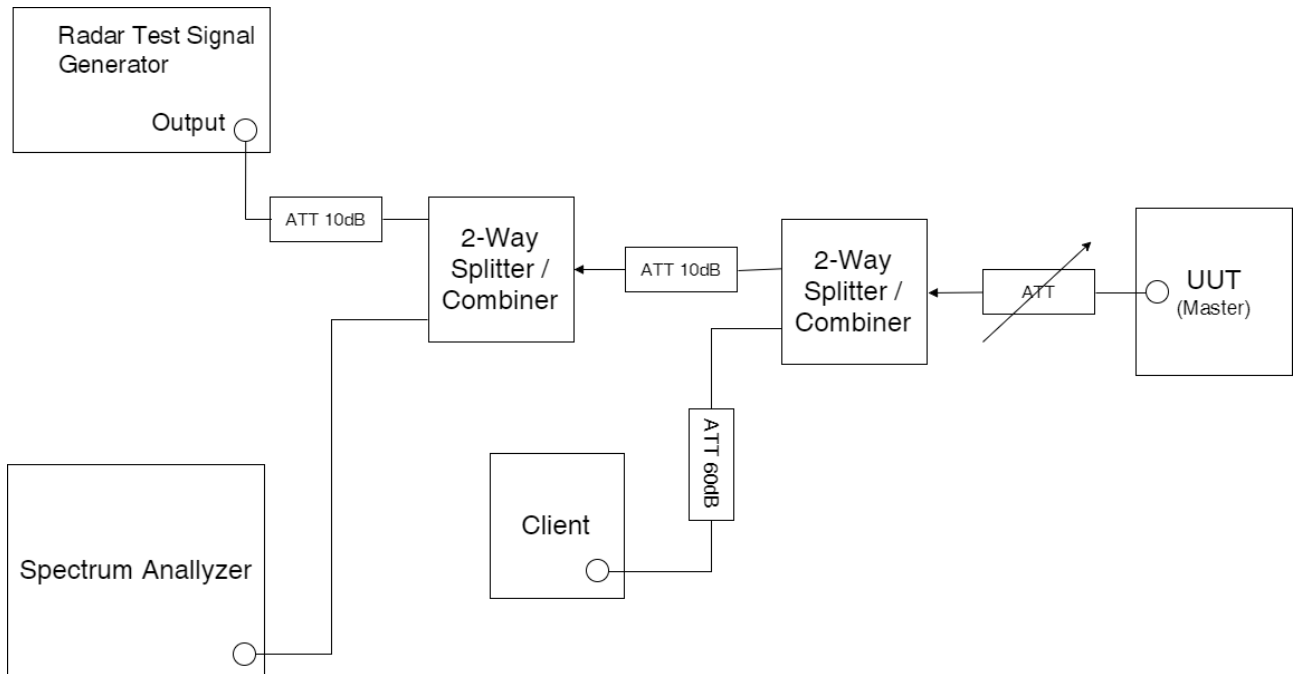 Radar Test Signal
Generator
Output
ATT 10dB
2-Way
Splitter /
Combiner
ATT 10dB
2-Way
Splitter /
Combiner
ATT
UUT
(Master)
ATT 60dB
Client
Spectrum Anallyzer